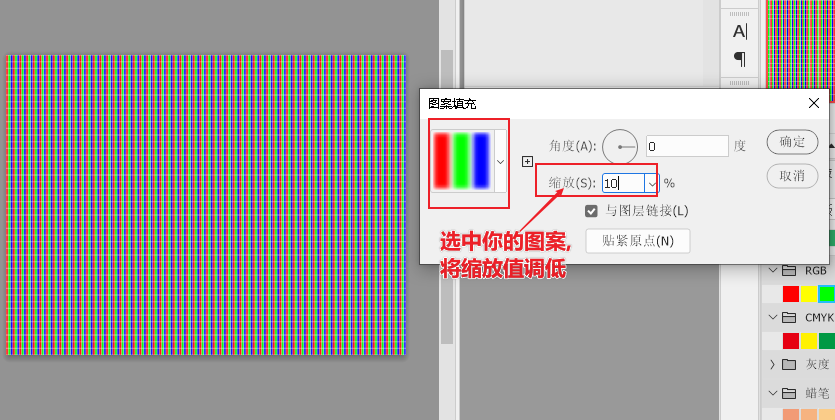 A|
图案填充
角度(A):
0
度
确定
缩放(S):
10
%
取消
与图层链接(L)
贴紧原点(N)
选中你的图案,
将缩放值调低
RGB
CMYK
灰度
蜡笔